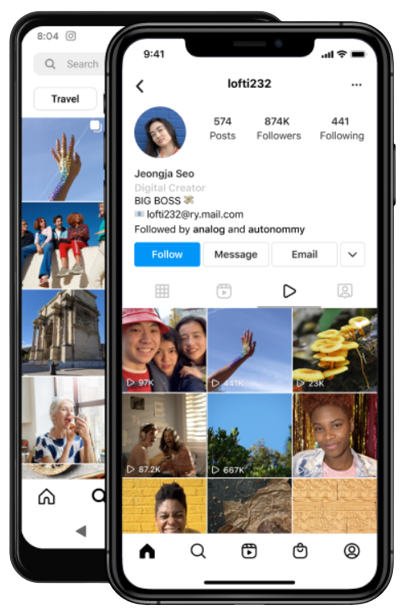 8:04
Search
Travel
9:41
lofti232
574 874K 441
Posts Followers Following
Jeongja Seo
Digital Creator
BIG BOSS 💸
📧 lofti232@ry.mail.com
Followed by analog and autonommy
Follow Message Email
97K 441K 23K
87.2K 667K